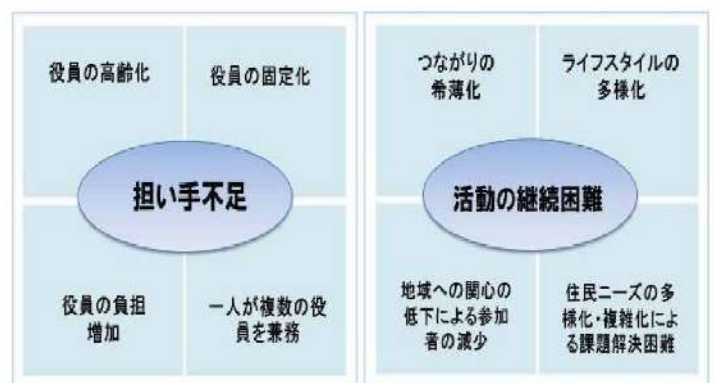 役員の高齢化
役員の固定化
担い手不足
役員の負担
増加
一人が複数の役
員を兼務
つながりの
希薄化
ライフスタイルの
多様化
活動の継続困難
地域への関心の
低下による参加
者の減少
住民ニーズの多
様化・複雑化によ
る課題解決困難